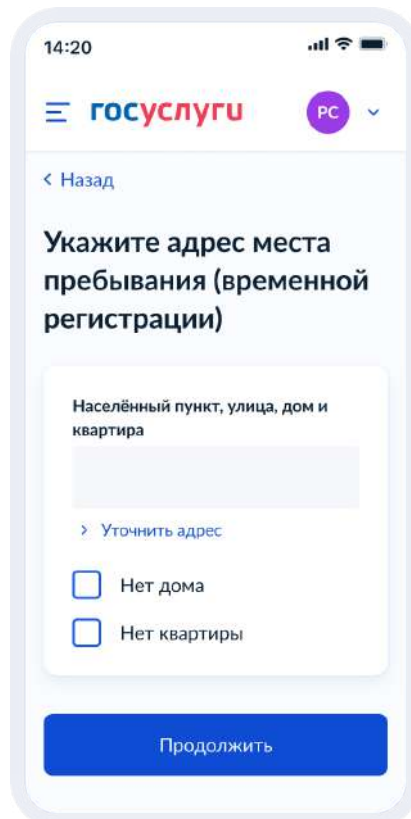 14:20
госуслуги
РС
Назад
Укажите адрес места
пребывания (временной
регистрации)
Населённый пункт, улица, дом и
квартира
Уточнить адрес
Нет дома
Нет квартиры
Продолжить